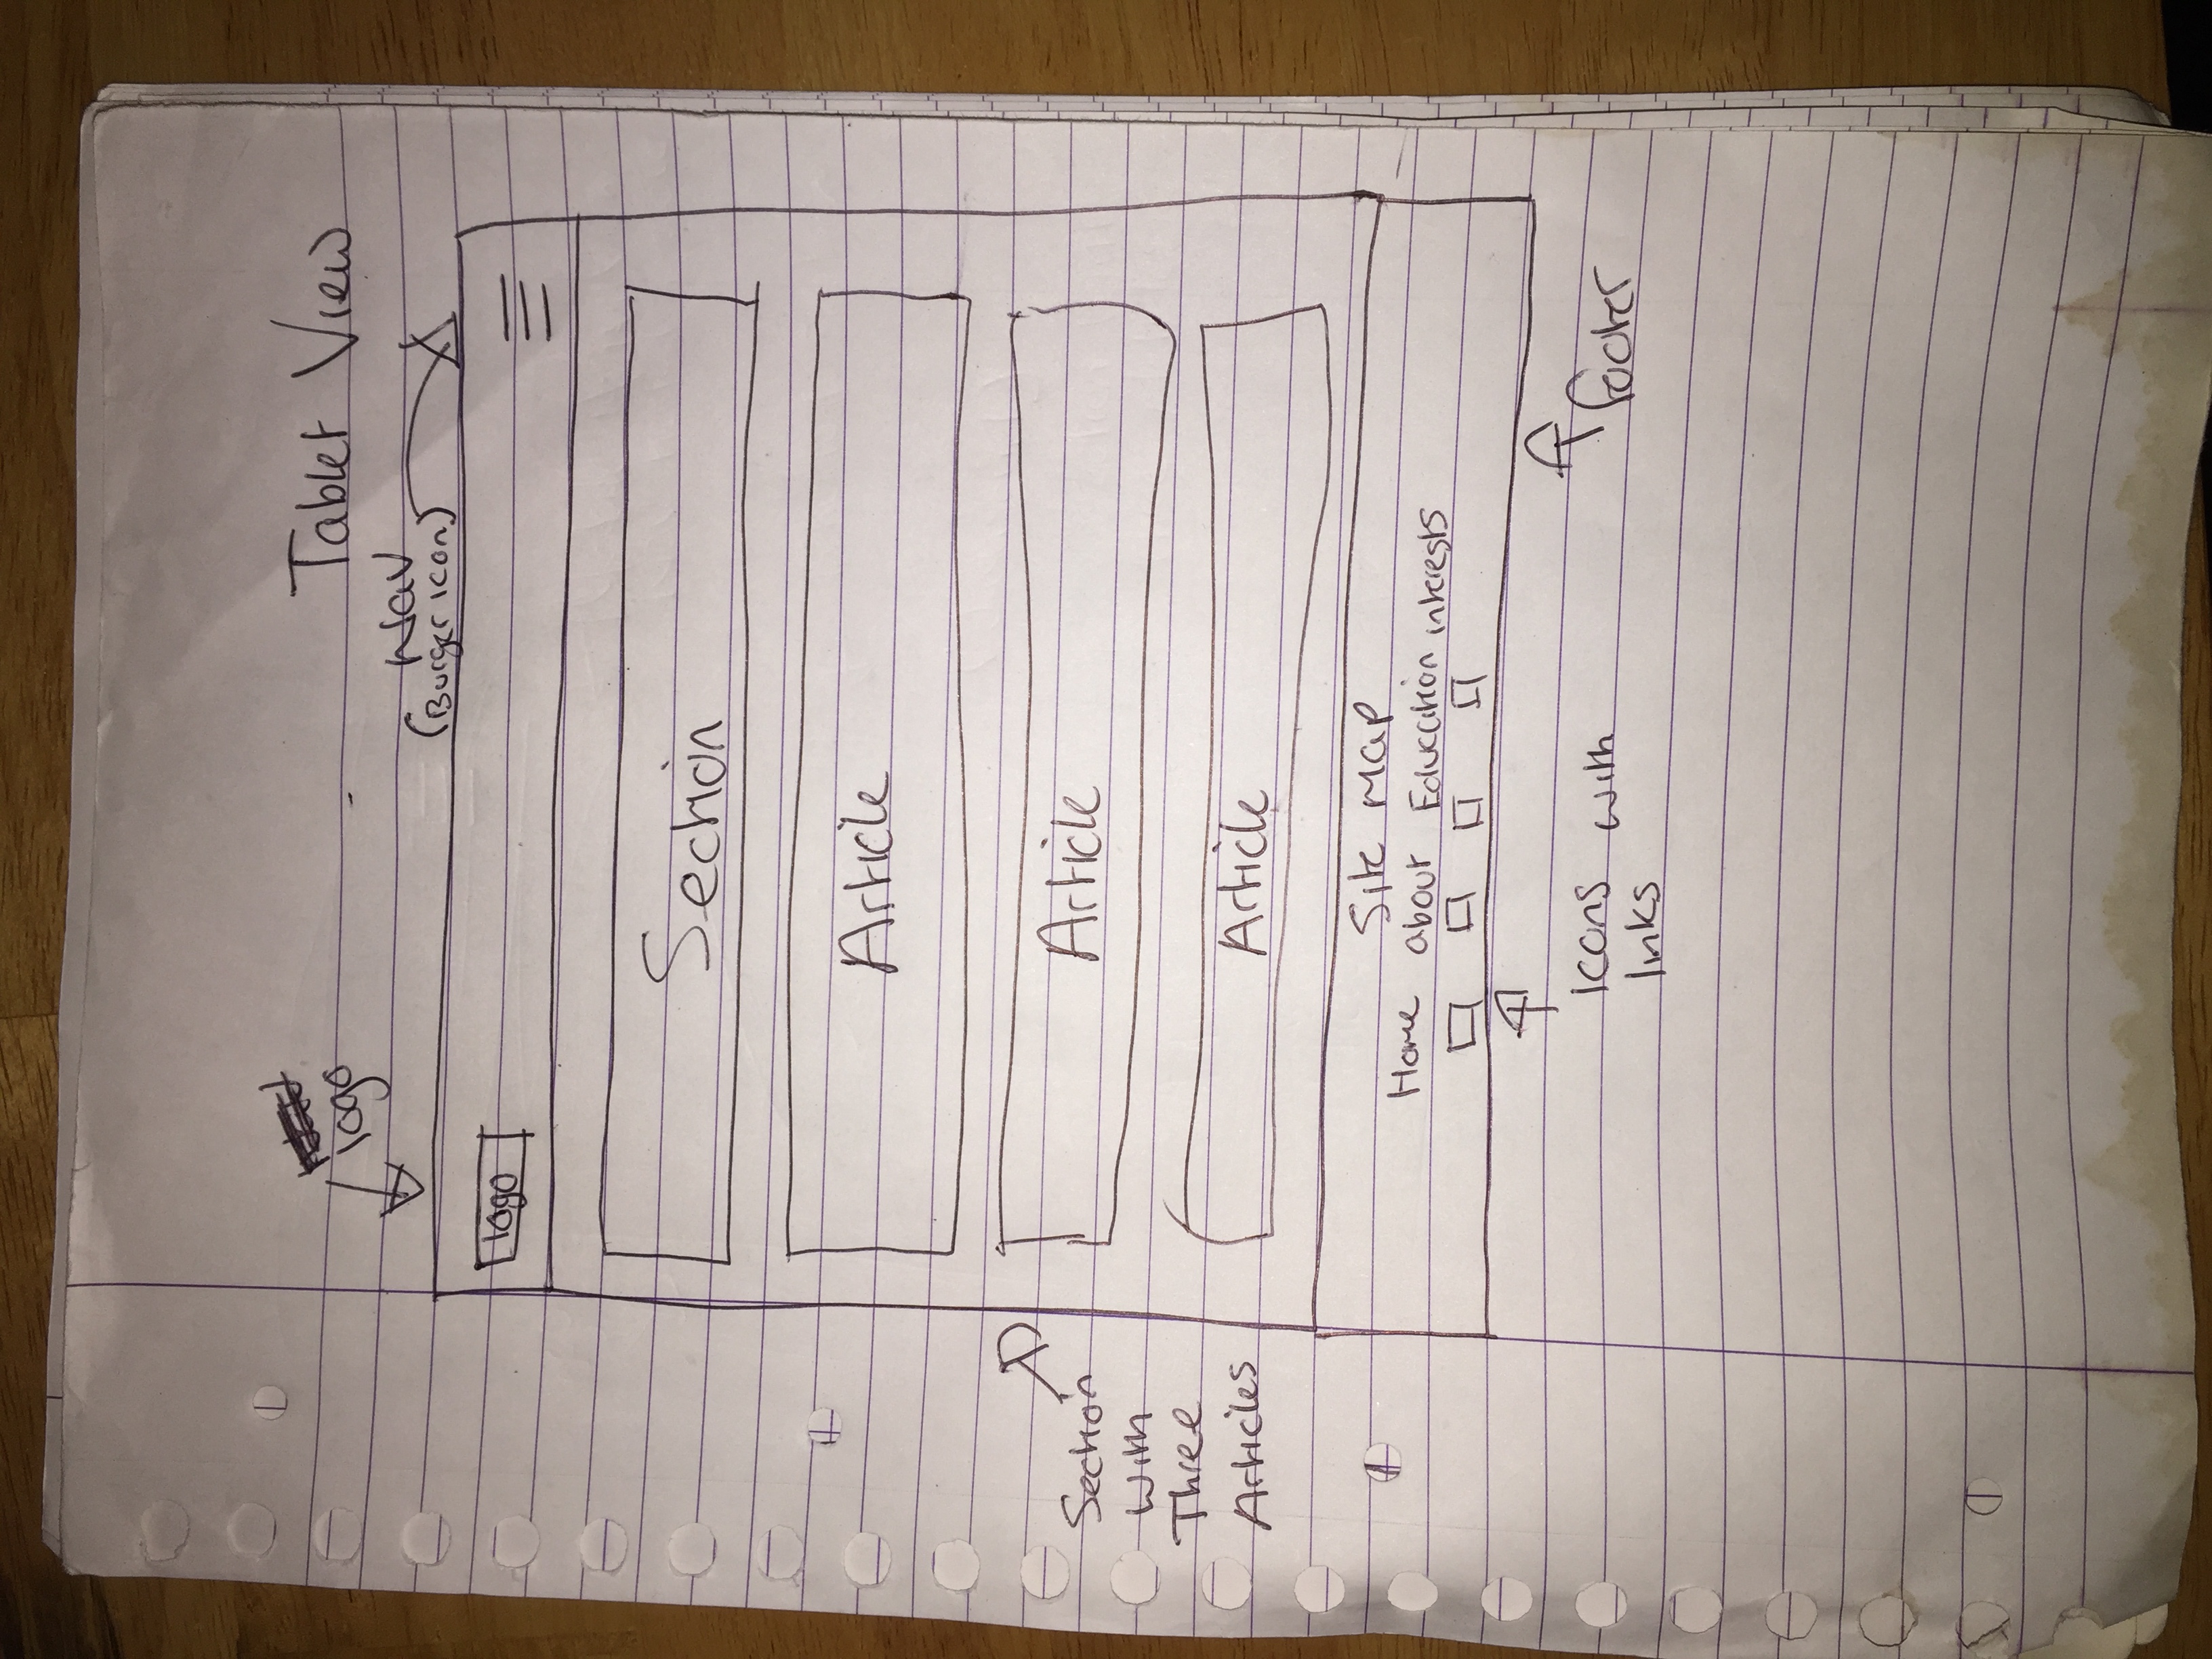 logo
Tablet View
Nav
(Burger icon)
logo
Section
Article
Article
Section
with
Three
Articles
Article
Site map
Home about Education interests
Icons with
links
footer